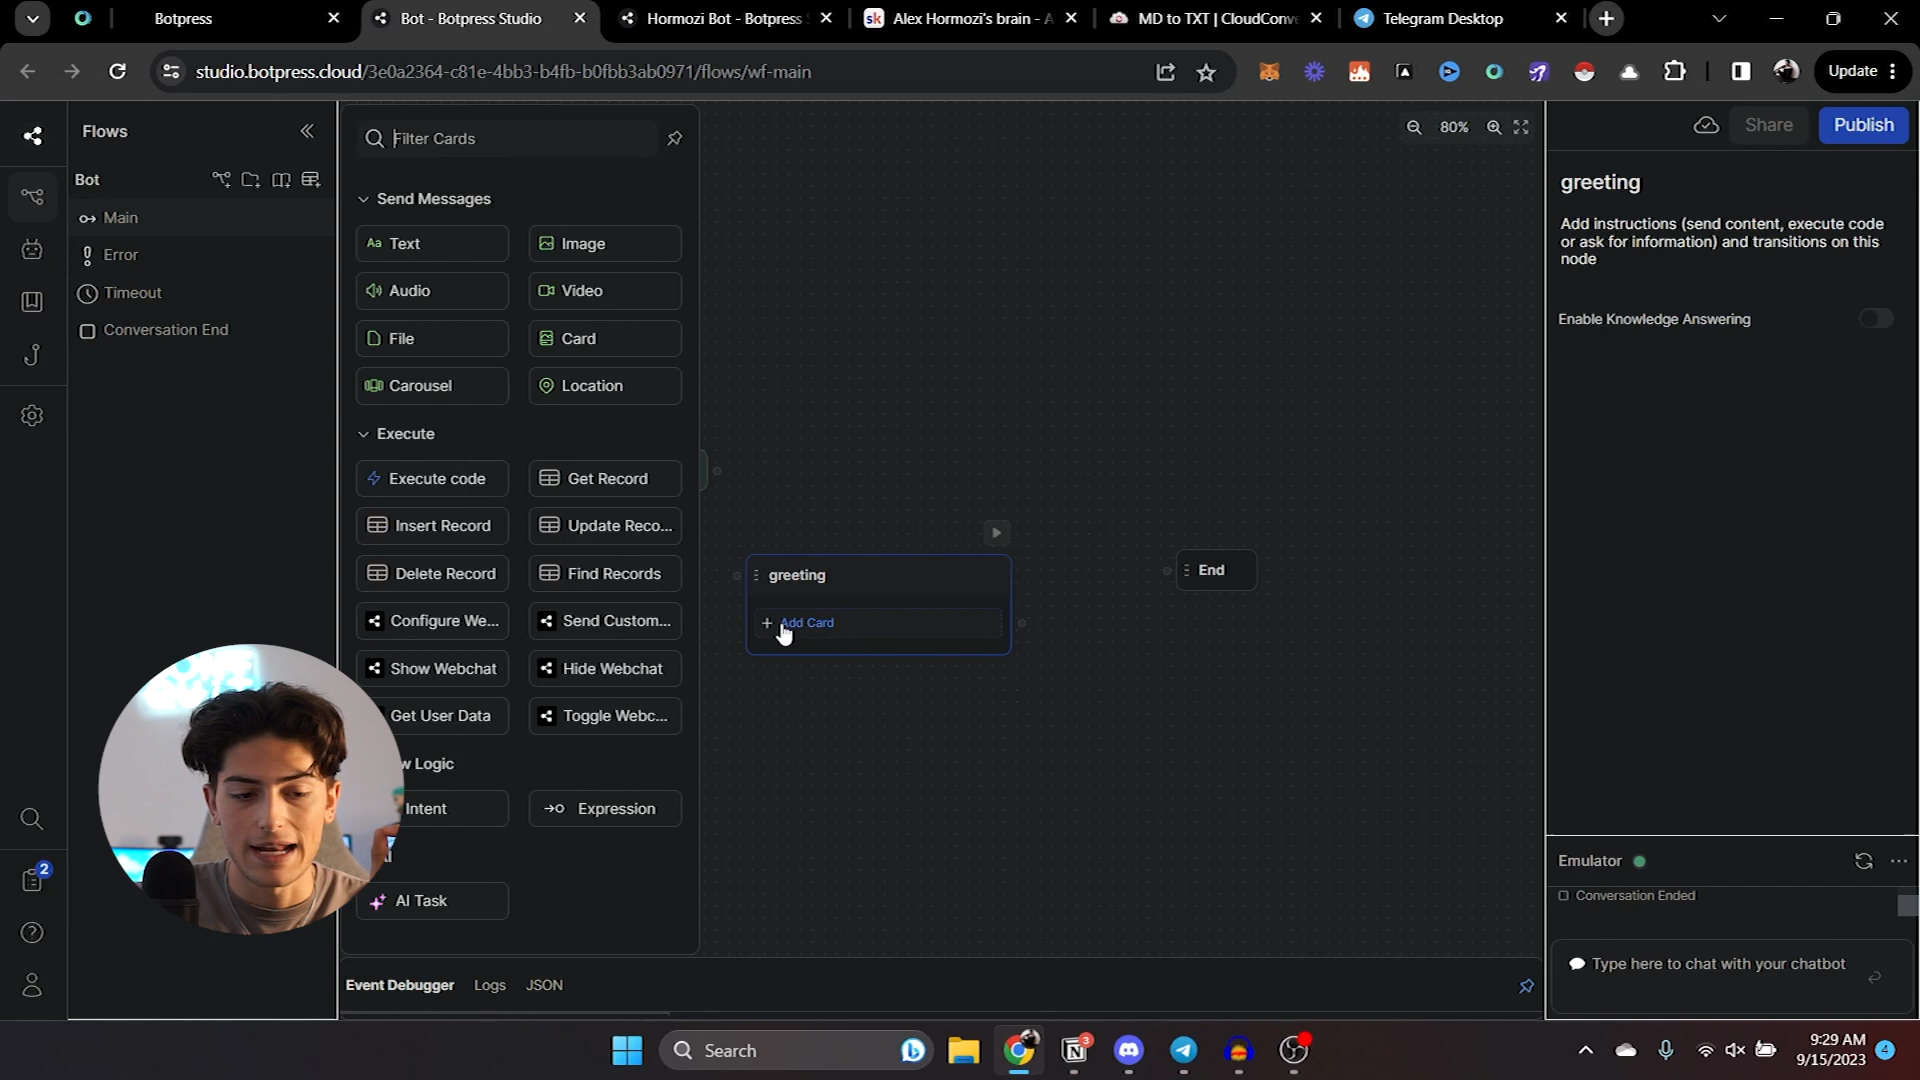 Botpress
Bot - Botpress Studio
Hormozi Bot - Botpress
Alex Hormozi's brain - A
MD to TXT | CloudConve
Telegram Desktop
studio.botpress.cloud/3e0a2364-c81e-4bb3-b4fb-b0fbb3ab0971/flows/wf-main
Update
Flows
Bot
Main
Error
Timeout
Conversation End
2
Filter Cards
Send Messages
Aa Text
Image
Audio
Video
File
Card
Carousel
Location
Execute
Execute code
Get Record
Insert Record
Update Reco...
Delete Record
Find Records
Configure We...
Send Custom...
Show Webchat
Hide Webchat
Get User Data
Toggle Webc...
w Logic
Intent
Expression
AI Task
80%
greeting
+ Add Card
End
Event Debugger
Logs
JSON
Share
Publish
greeting
Add instructions (send content, execute code
or ask for information) and transitions on this
node
Enable Knowledge Answering
Emulator
Conversation Ended
Type here to chat with your chatbot
Search
3
9:29 AM
9/15/2023
4